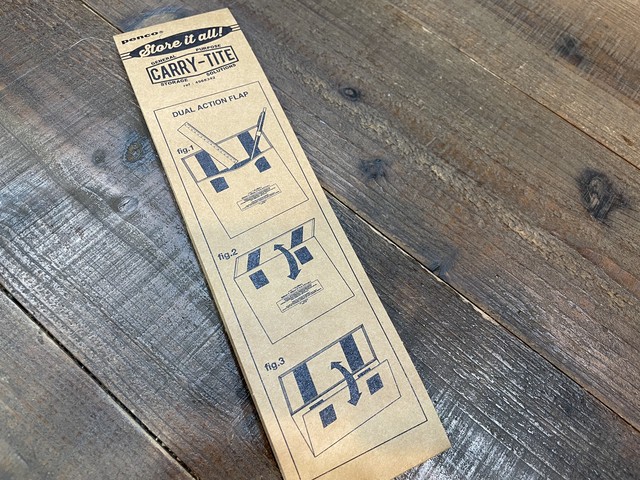 penco®
Store it all!
GENERAL PURPOSE
CARRY-TITE
STORAGE SOLUTIONS
DUAL ACTION FLAP
fig.1
fig.2
fig.3